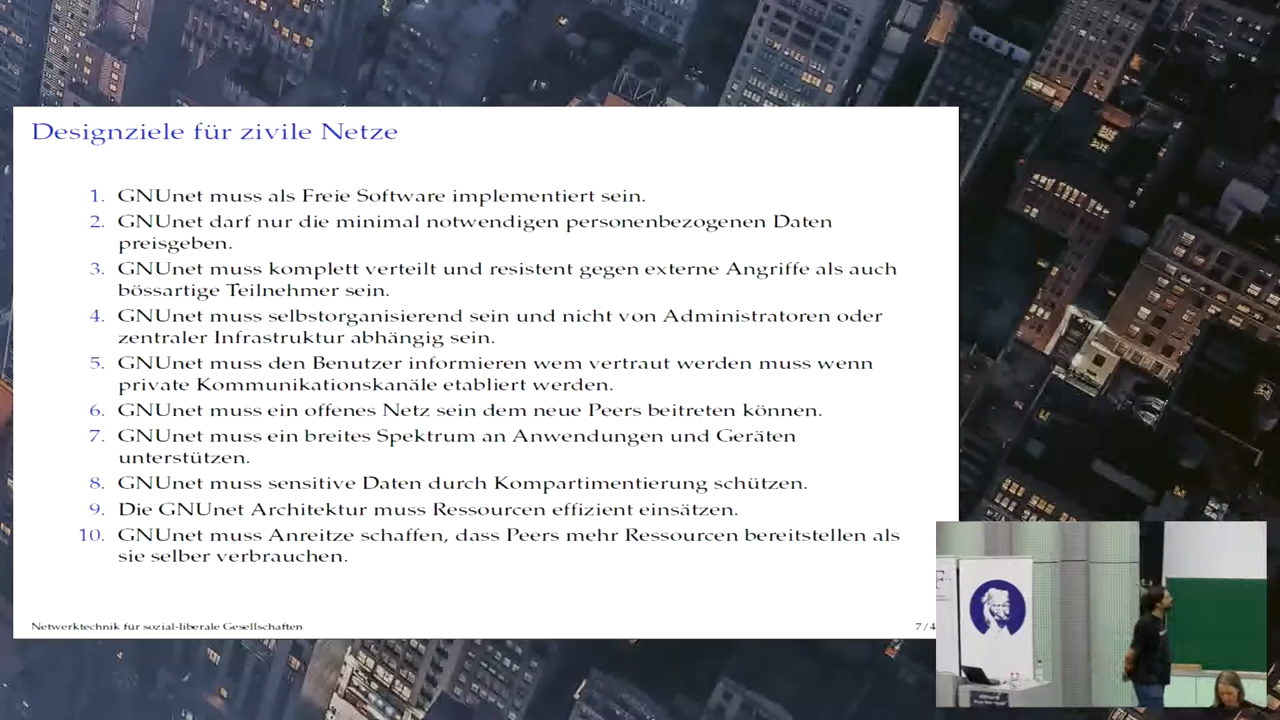 Designziele für zivile Netze
1. GNUnet muss als Freie Software implementiert sein.
2. GNUnet darf nur die minimal notwendigen personenbezogenen Daten
preisgeben.
3. GNUnet muss komplett verteilt und resistent gegen externe Angriffe als auch
bössartige Teilnehmer sein.
4. GNUnet muss selbstorganisierend sein und nicht von Administratoren oder
zentraler Infrastruktur abhängig sein.
5. GNUnet muss den Benutzer informieren wem vertraut werden muss wenn
private Kommunikationskanäle etabliert werden.
6. GNUnet muss ein offenes Netz sein dem neue Peers beitreten können.
7. GNUnet muss ein breites Spektrum an Anwendungen und Geräten
unterstützen.
8. GNUnet muss sensitive Daten durch Kompartimentierung schützen.
9. Die GNUnet Architektur muss Ressourcen effizient einsätzen.
10. GNUnet muss Anreitze schaffen, dass Peers mehr Ressourcen bereitstellen als
sie selber verbrauchen.
Netwerktechnik für sozial-liberale Gesellschaften
7/4